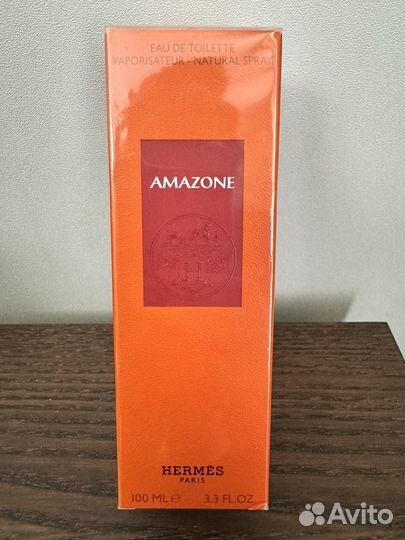 EAU DE TOILETTE
VAPORISATEUR - NATURAL SPRAY
AMAZONE
H
HERMÈS
PARIS
100 ML e 3.3 FL.OZ.
Avito